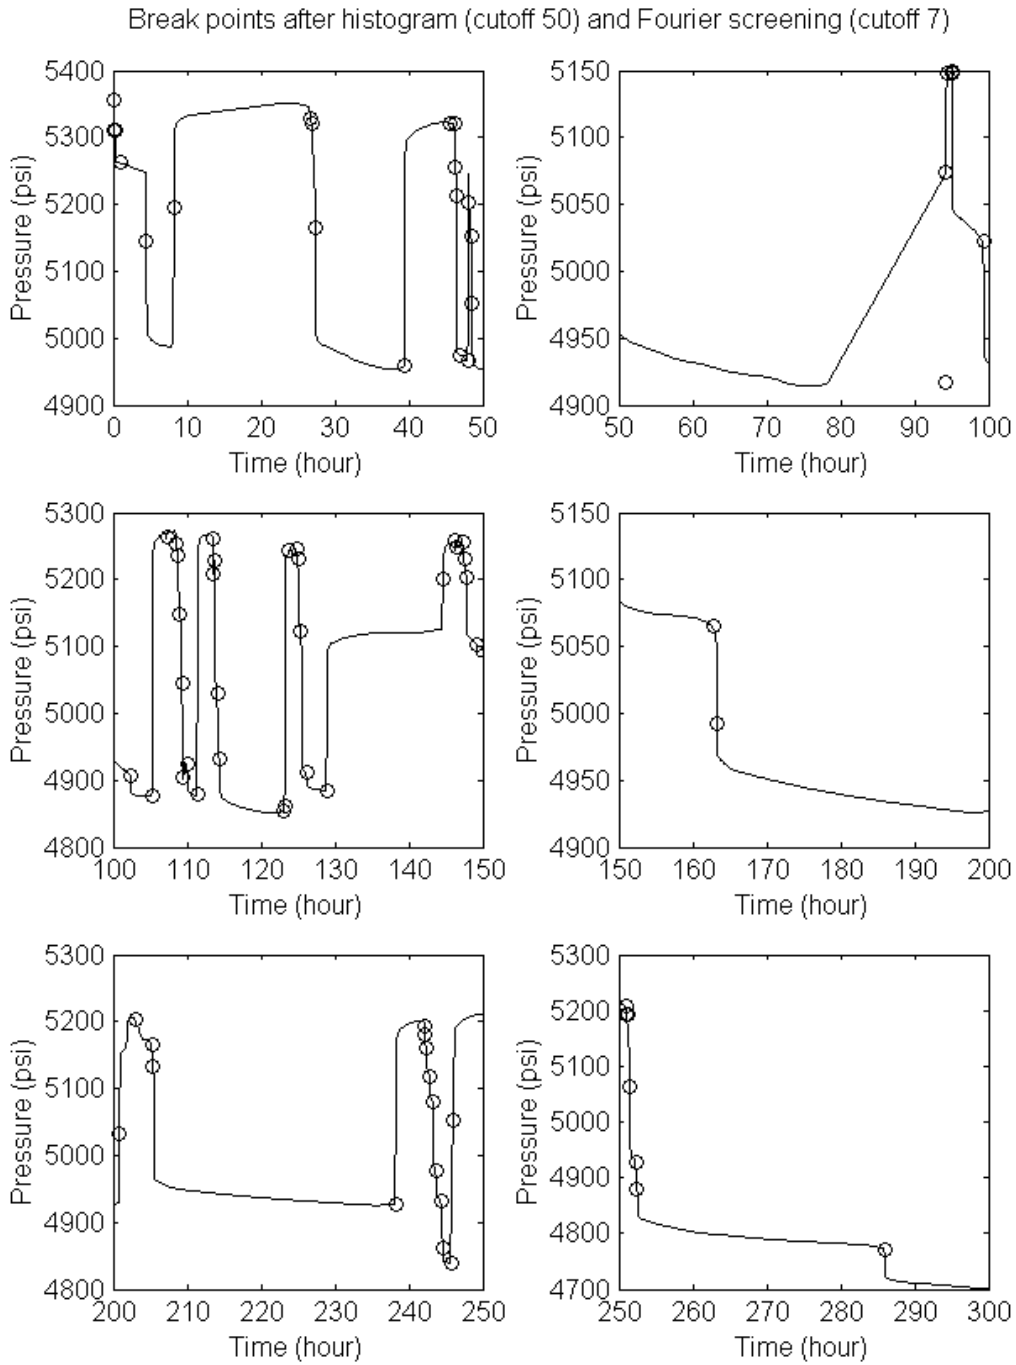 Break points after histogram (cutoff 50) and Fourier screening (cutoff 7)
5400
5300
5200
5100
5000
4900
Pressure (psi)
0 10 20 30 40 50
Time (hour)
5150
5100
5050
5000
4950
4900
Pressure (psi)
50 60 70 80 90 100
Time (hour)
5300
5200
5100
5000
4900
4800
Pressure (psi)
100 110 120 130 140 150
Time (hour)
5150
5100
5050
5000
4950
4900
Pressure (psi)
150 160 170 180 190 200
Time (hour)
5300
5200
5100
5000
4900
4800
Pressure (psi)
200 210 220 230 240 250
Time (hour)
5300
5200
5100
5000
4900
4800
4700
Pressure (psi)
250 260 270 280 290 300
Time (hour)